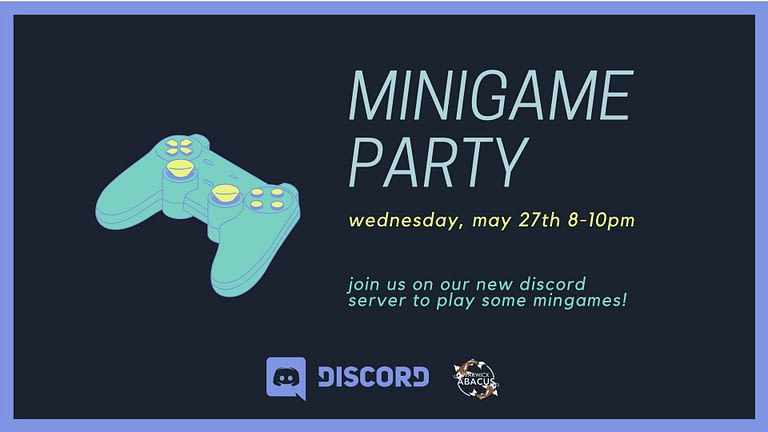 MINIGAME
PARTY
wednesday, may 27th 8-10pm
join us on our new discord
server to play some mingames!
DISCORD
WARWICK
ABACUS